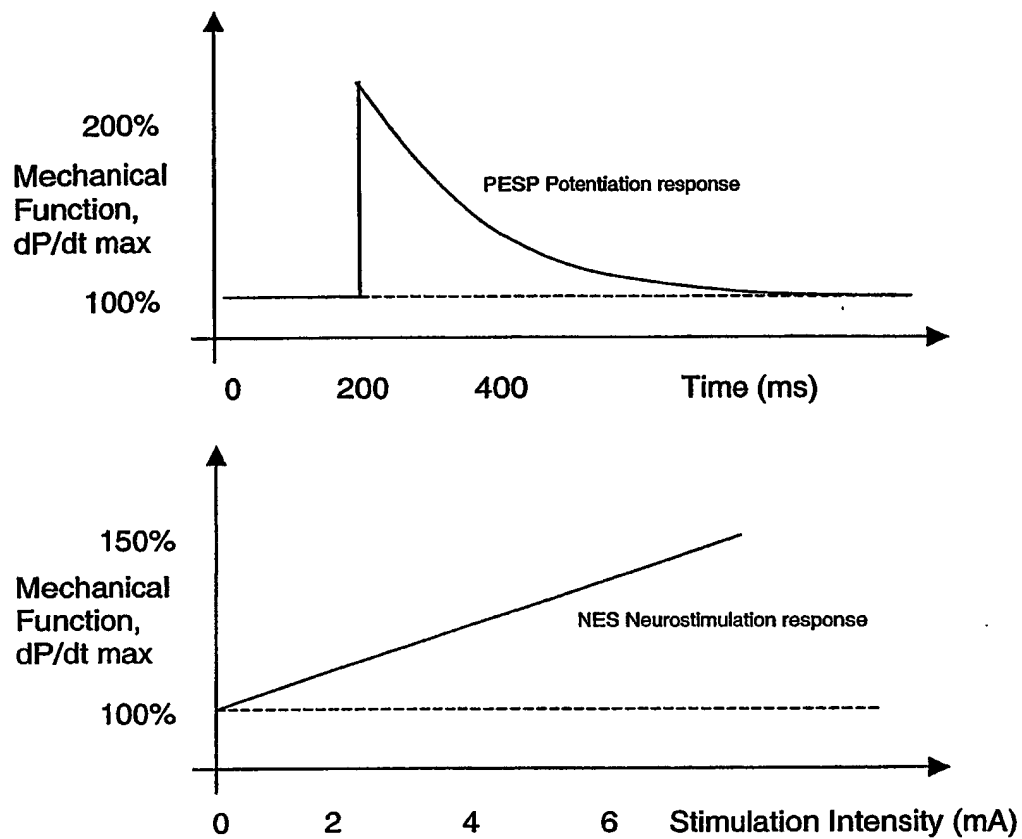 200%
Mechanical
Function,
dP/dt max
PESP Potentiation response
100%
0 200 400 Time (ms)
150%
Mechanical
Function,
dP/dt max
NES Neurostimulation response
100%
0 2 4 6 Stimulation Intensity (mA)